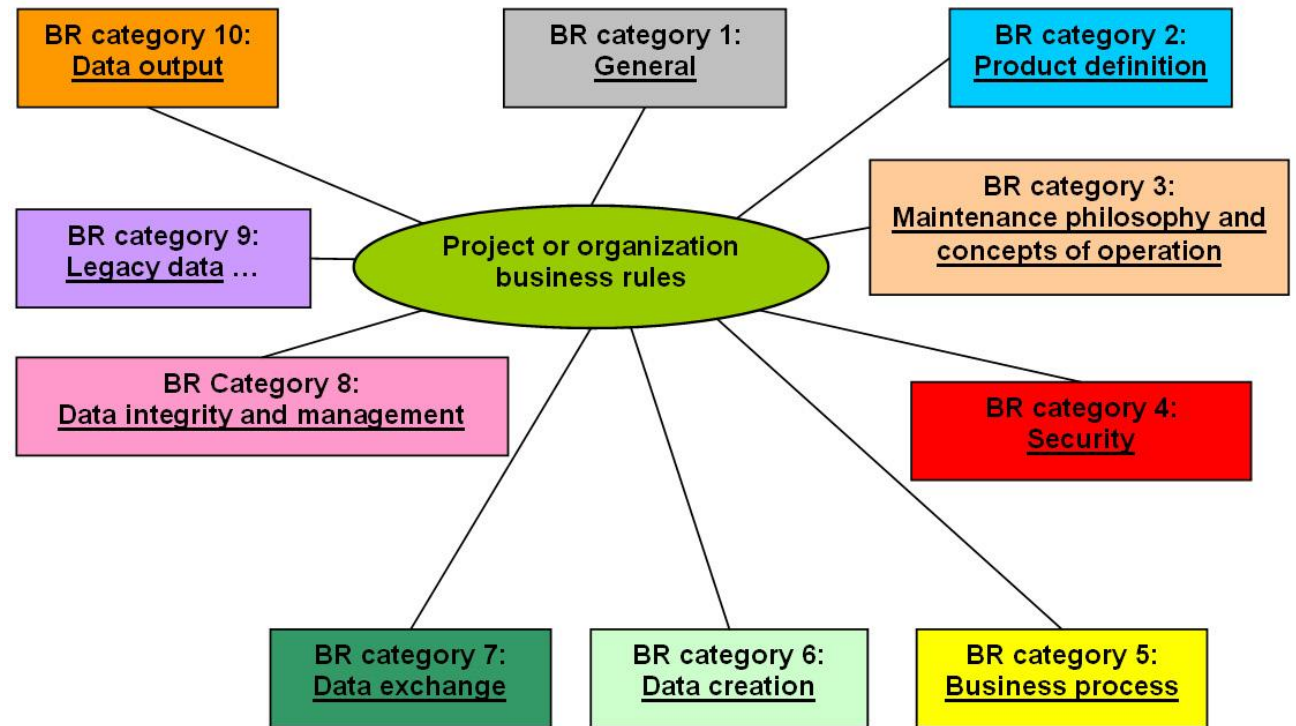 BR category 10:
Data output
BR category 1:
General
BR category 2:
Product definition
BR category 3:
Maintenance philosophy and
concepts of operation
BR category 9:
Legacy data ...
Project or organization
business rules
BR Category 8:
Data integrity and management
BR category 4:
Security
BR category 7:
Data exchange
BR category 6:
Data creation
BR category 5:
Business process